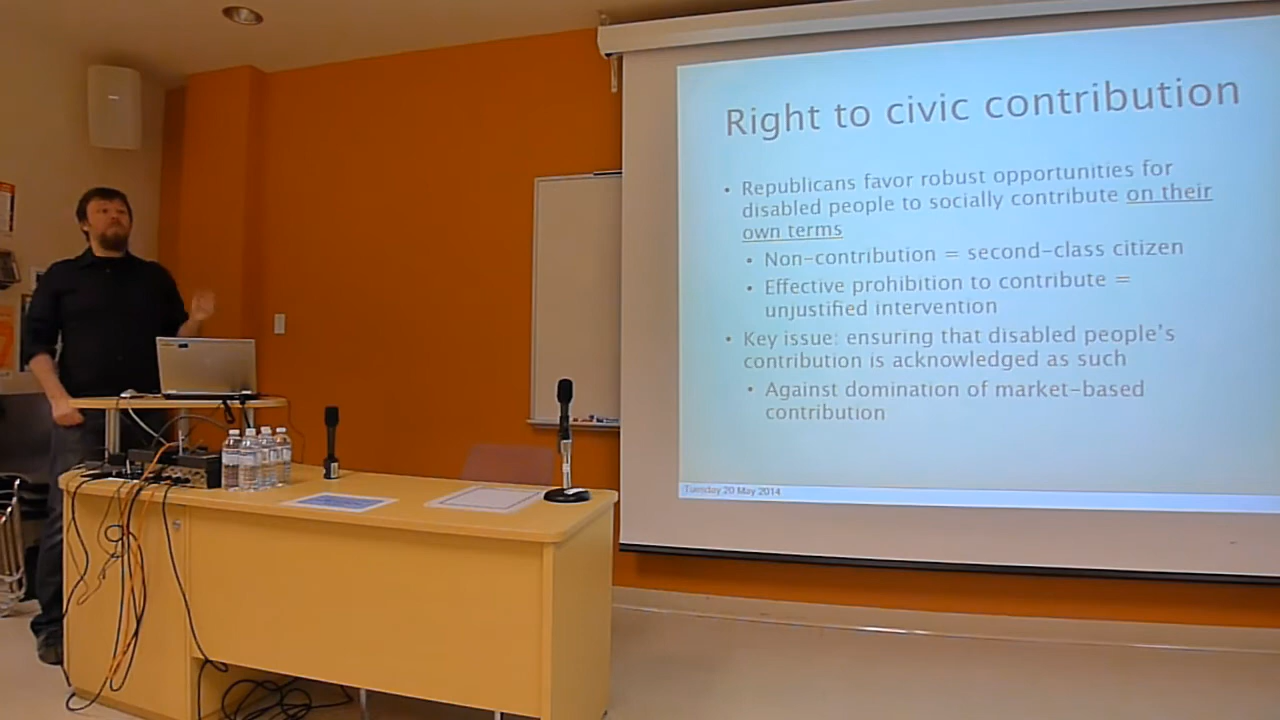 Right to civic contribution
• Republicans favor robust opportunities for
disabled people to socially contribute on their
own terms
• Non-contribution = second-class citizen
• Effective prohibition to contribute =
unjustified intervention
• Key issue: ensuring that disabled people's
contribution is acknowledged as such
• Against domination of market-based
contribution
Tuesday 20 May 2014